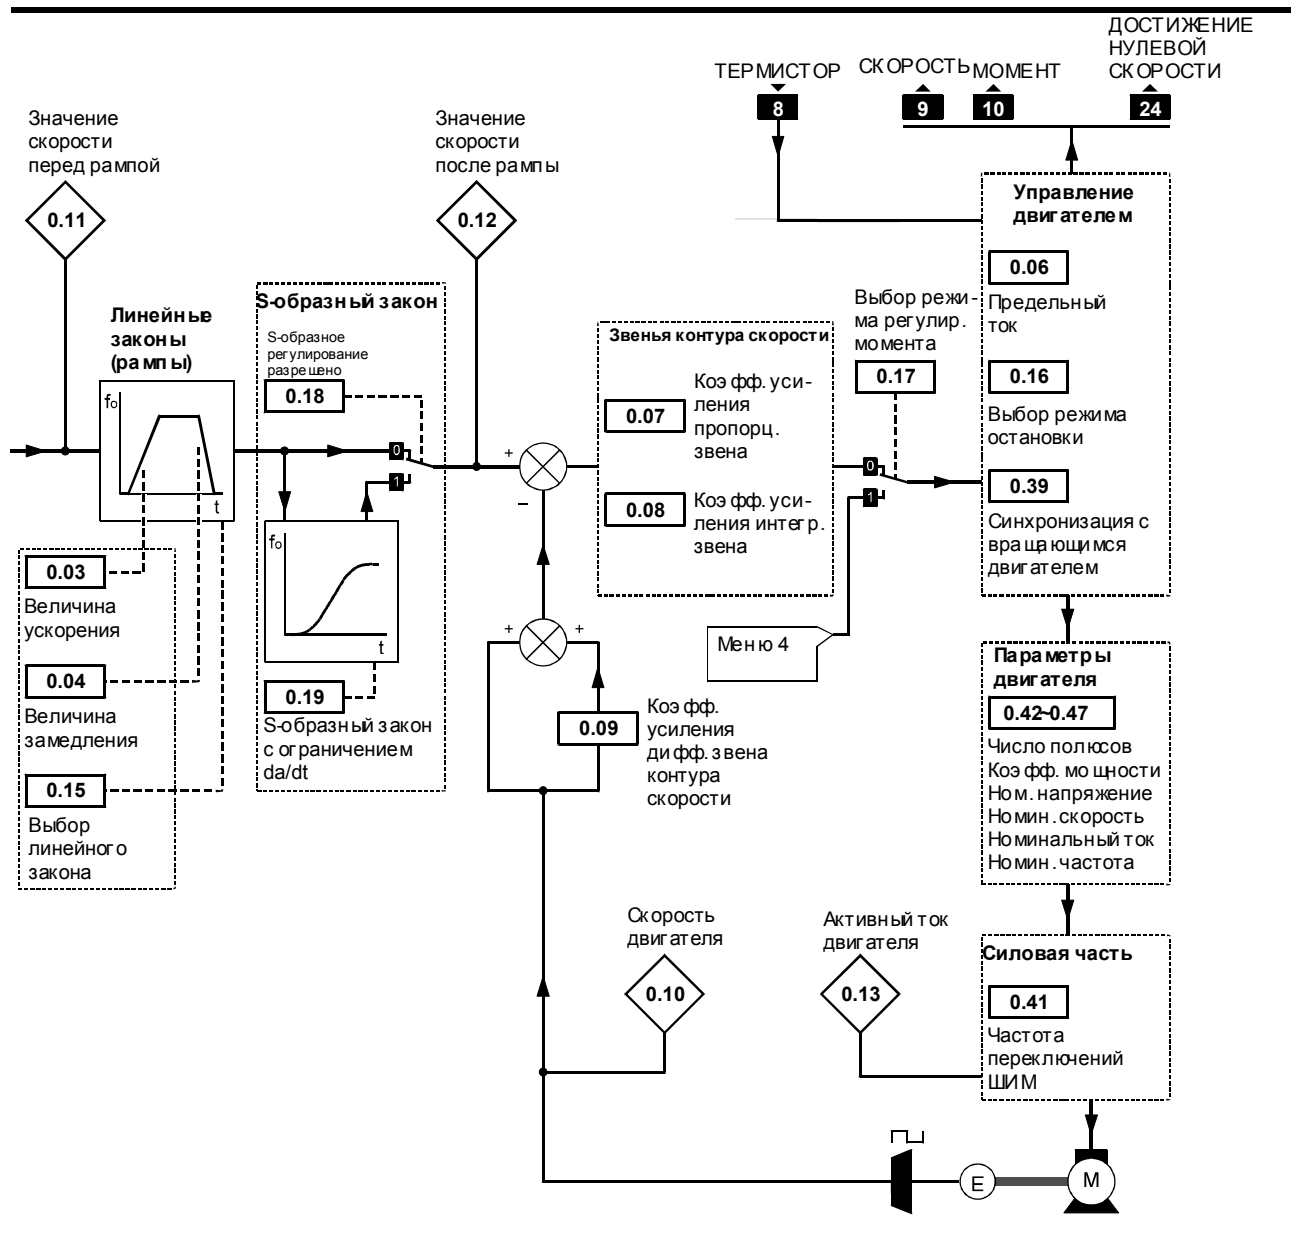 ДОСТИЖЕНИЕ
НУЛЕВОЙ
СКОРОСТИ
ТЕРМИСТОР
СКОРОСТЬ
МОМЕНТ
8
9
10
24
Значение
скорости
перед рампой
0.11
Значение
скорости
после рампы
0.12
Линейные
законы
(рампы)
fo
t
0.03
Величина
ускорения
0.04
Величина
замедления
0.15
Выбор
линейного
закона
S-образный закон
S-образное
регулирование
разрешено
0.18
0
1
fo
t
0.19
S-образный закон
с ограничением
da/dt
+
–
+
+
0.09
Коэфф.
усиления
дифф. звена
контура
скорости
Звенья контура скорости
0.07
Коэфф. уси-
ления
пропорц.
звена
0.08
Коэфф. уси-
ления интегр.
звена
Выбор режи-
ма регулир.
момента
0.17
0
1
Меню 4
Управление
двигателем
0.06
Предельный
ток
0.16
Выбор режима
остановки
0.39
Синхронизация с
вращающимся
двигателем
Параметры
двигателя
0.42~0.47
Число полюсов
Коэфф. мощности
Ном. напряжение
Номин. скорость
Номинальный ток
Номин. частота
Силовая часть
0.41
Частота
переключений
ШИМ
Скорость
двигателя
0.10
Активный ток
двигателя
0.13
E
M